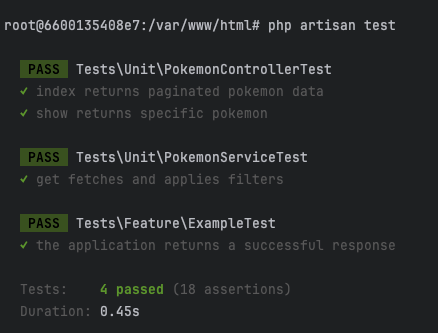 root@6600135408e7:/var/www/html# php artisan test
PASS Tests\Unit\PokemonControllerTest
✓ index returns paginated pokemon data
✓ show returns specific pokemon
PASS Tests\Unit\PokemonServiceTest
✓ get fetches and applies filters
PASS Tests\Feature\ExampleTest
✓ the application returns a successful response
Tests: 4 passed (18 assertions)
Duration: 0.45s